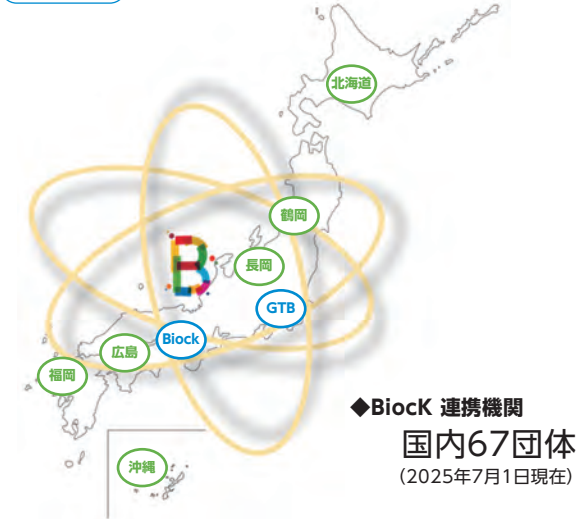 北海道
鶴岡
長岡
GTB
Biock
広島
福岡
沖縄
◆BiocK 連携機関
国内67団体
(2025年7月1日現在)